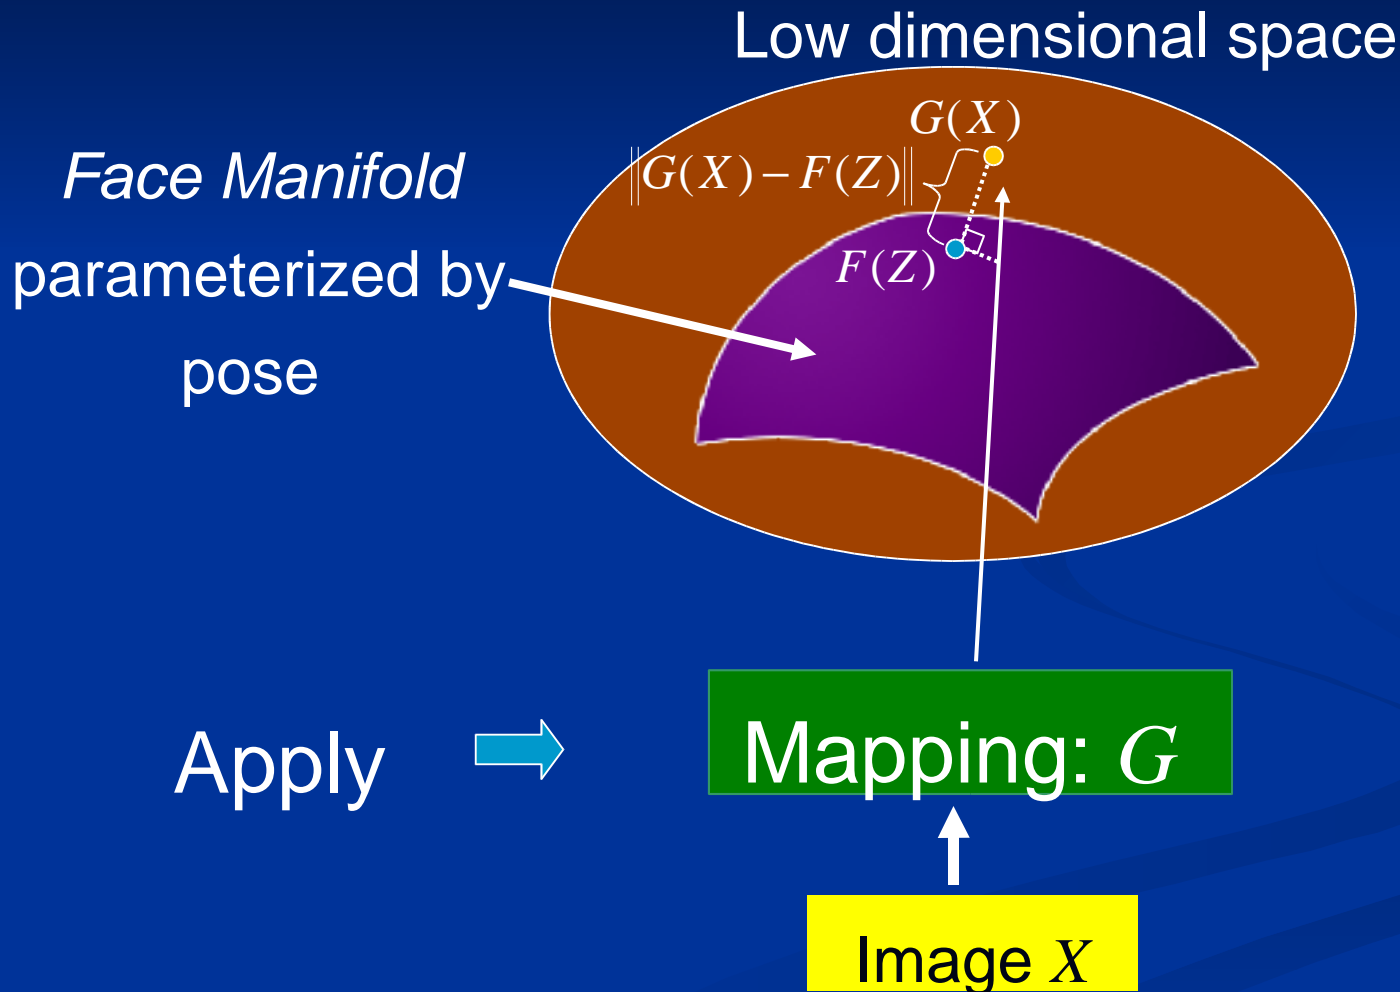 Low dimensional space
G(X)
‖G(X) – F(Z)‖
F(Z)
Face Manifold
parameterized by
pose
Apply
Mapping: G
Image X